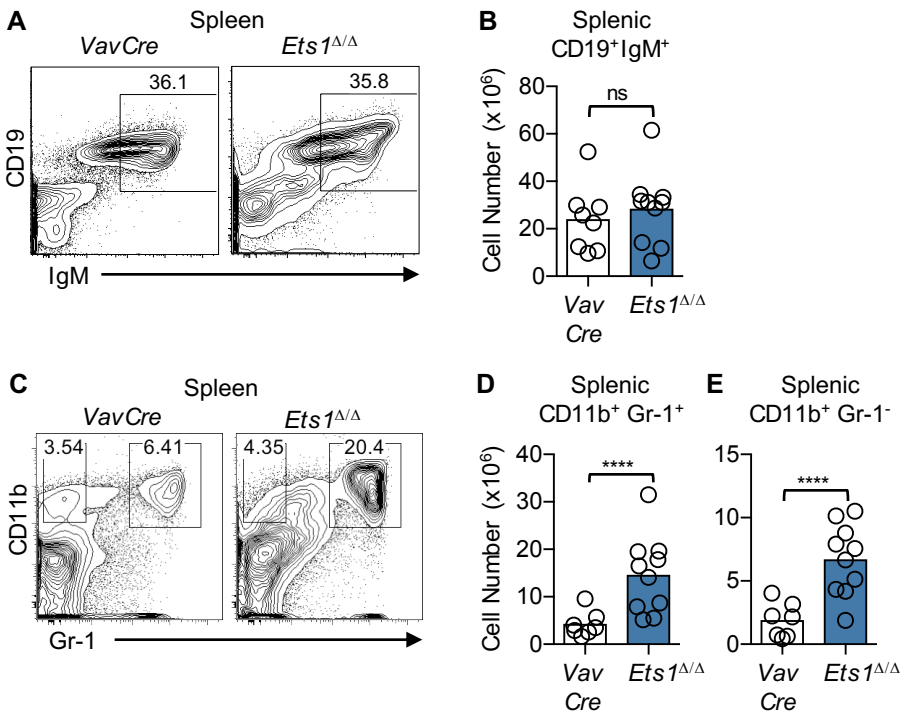 A
Spleen
VavCre
Ets1Δ/Δ
36.1
35.8
CD19
IgM
B
Splenic
CD19+IgM+
Cell Number (x10⁶)
80
60
40
20
0
ns
Vav
Cre
Ets1Δ/Δ
C
Spleen
VavCre
Ets1Δ/Δ
3.54
6.41
4.35
20.4
CD11b
Gr-1
D
Splenic
CD11b+ Gr-1+
Cell Number (x10⁶)
40
30
20
10
0
****
Vav
Cre
Ets1Δ/Δ
E
Splenic
CD11b+ Gr-1-
15
10
5
0
****
Vav
Cre
Ets1Δ/Δ